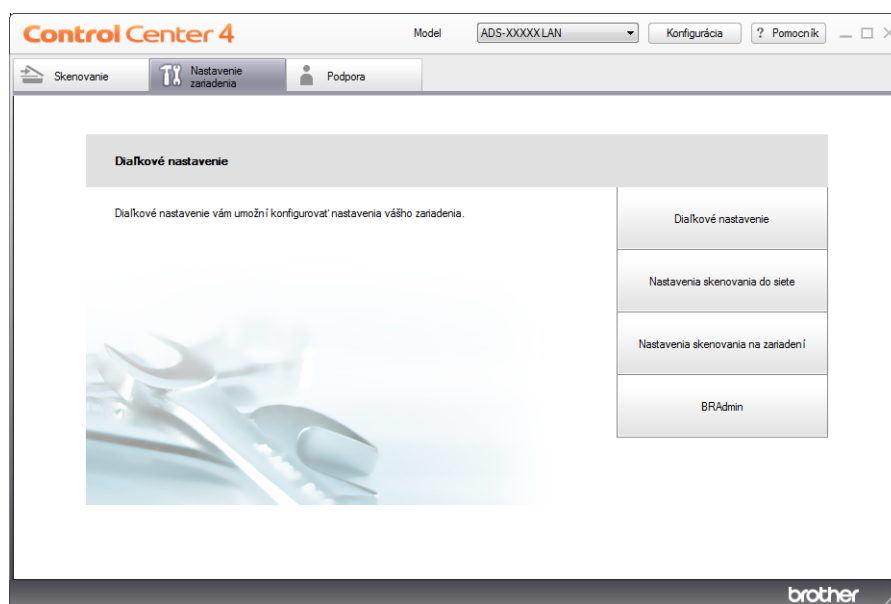 Control Center 4
Model
ADS-XXXXX LAN
Konfigurácia
? Pomocník
Skenovanie
Nastavenie
zariadenia
Podpora
Diaľkové nastavenie
Diaľkové nastavenie vám umožní konfigurovať nastavenia vášho zariadenia.
Diaľkové nastavenie
Nastavenia skenovania do siete
Nastavenia skenovania na zariadení
BRAdmin
brother